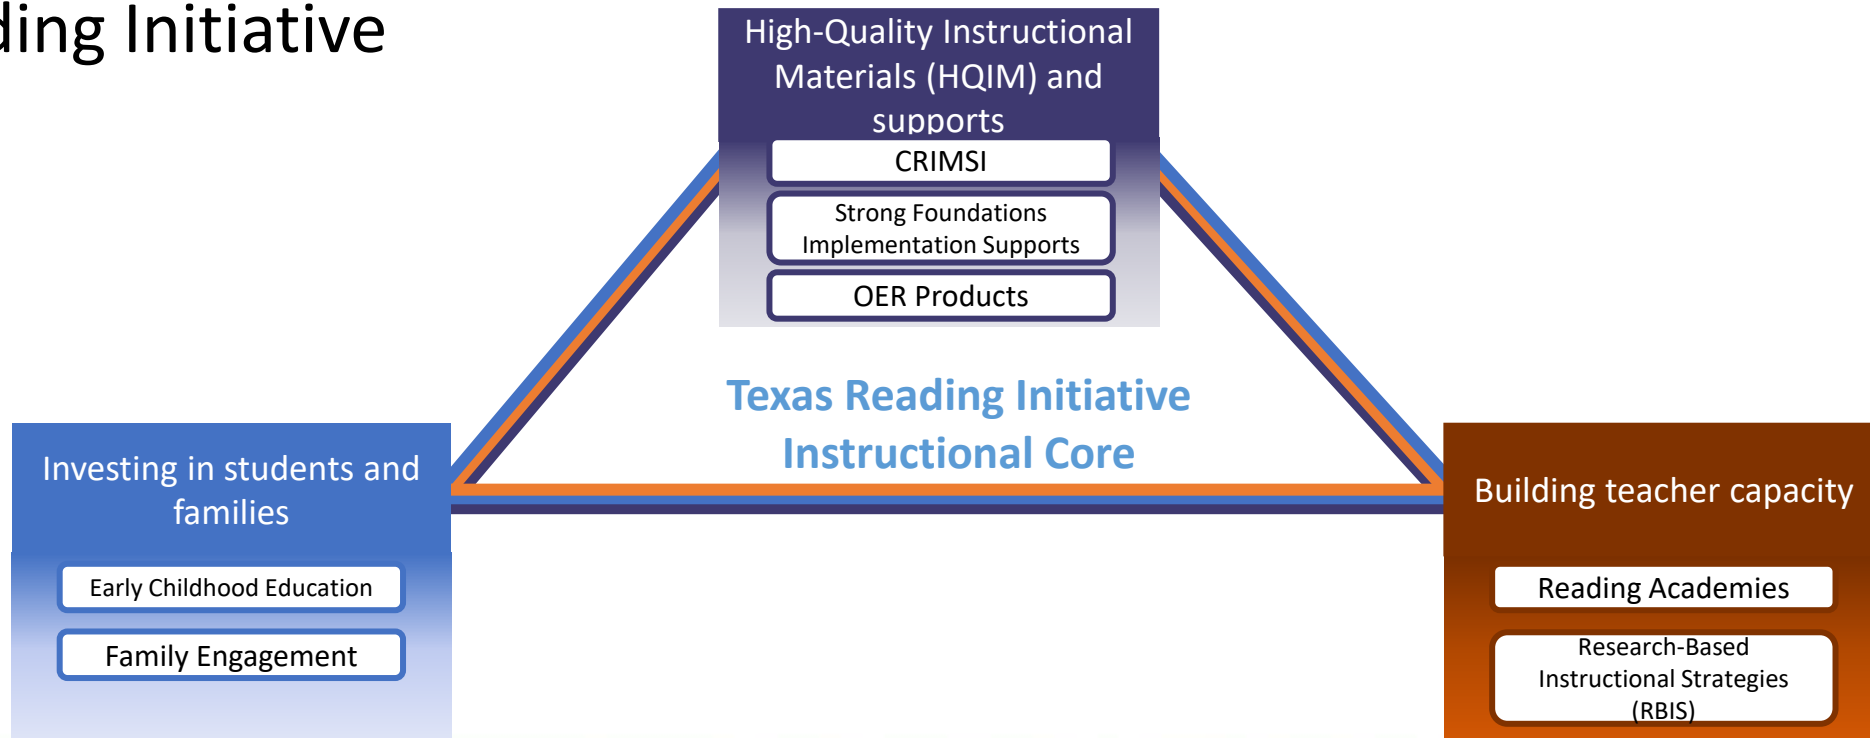 ding Initiative
High-Quality Instructional
Materials (HQIM) and
supports
CRIMSI
Strong Foundations
Implementation Supports
OER Products
Texas Reading Initiative
Instructional Core
Investing in students and
families
Early Childhood Education
Family Engagement
Building teacher capacity
Reading Academies
Research-Based
Instructional Strategies
(RBIS)